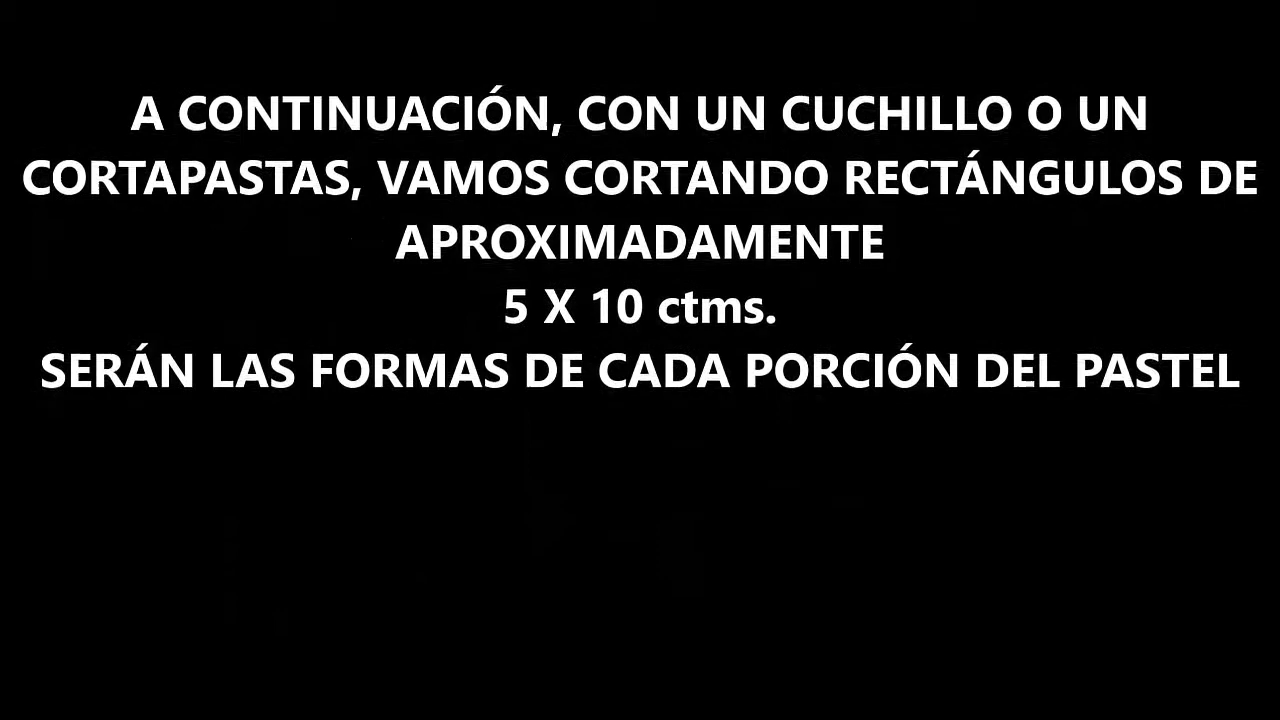 A CONTINUACIÓN, CON UN CUCHILLO O UN
CORTAPASTAS, VAMOS CORTANDO RECTÁNGULOS DE
APROXIMADAMENTE
5 X 10 ctms.
SERÁN LAS FORMAS DE CADA PORCIÓN DEL PASTEL